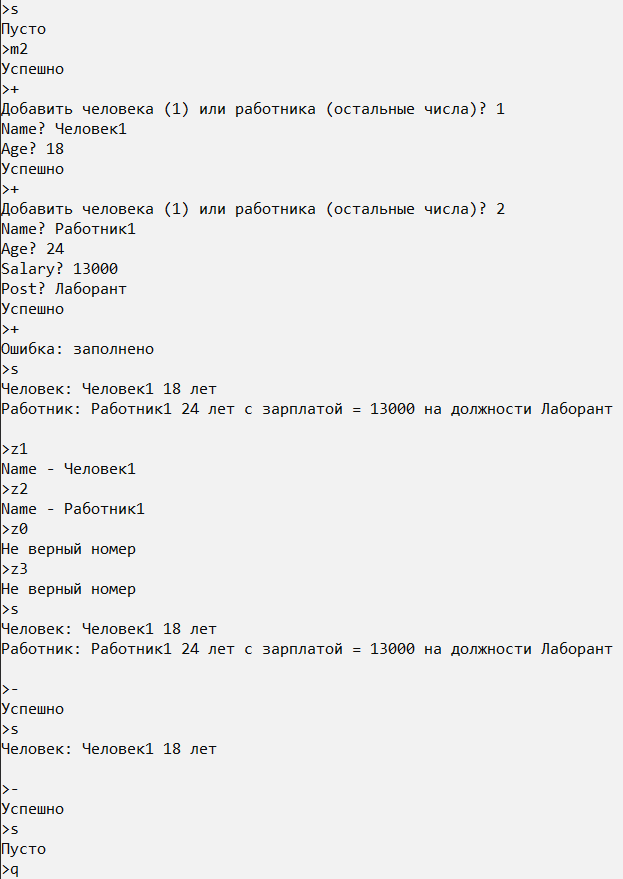 >s
Пусто
>m2
Успешно
>+
Добавить человека (1) или работника (остальные числа)? 1
Name? Человек1
Age? 18
Успешно
>+
Добавить человека (1) или работника (остальные числа)? 2
Name? Работник1
Age? 24
Salary? 13000
Post? Лаборант
Успешно
>+
Ошибка: заполнено
>s
Человек: Человек1 18 лет
Работник: Работник1 24 лет с зарплатой = 13000 на должности Лаборант
>z1
Name - Человек1
>z2
Name - Работник1
>z0
Не верный номер
>z3
Не верный номер
>s
Человек: Человек1 18 лет
Работник: Работник1 24 лет с зарплатой = 13000 на должности Лаборант
>-
Успешно
>s
Человек: Человек1 18 лет
>-
Успешно
>s
Пусто
>q